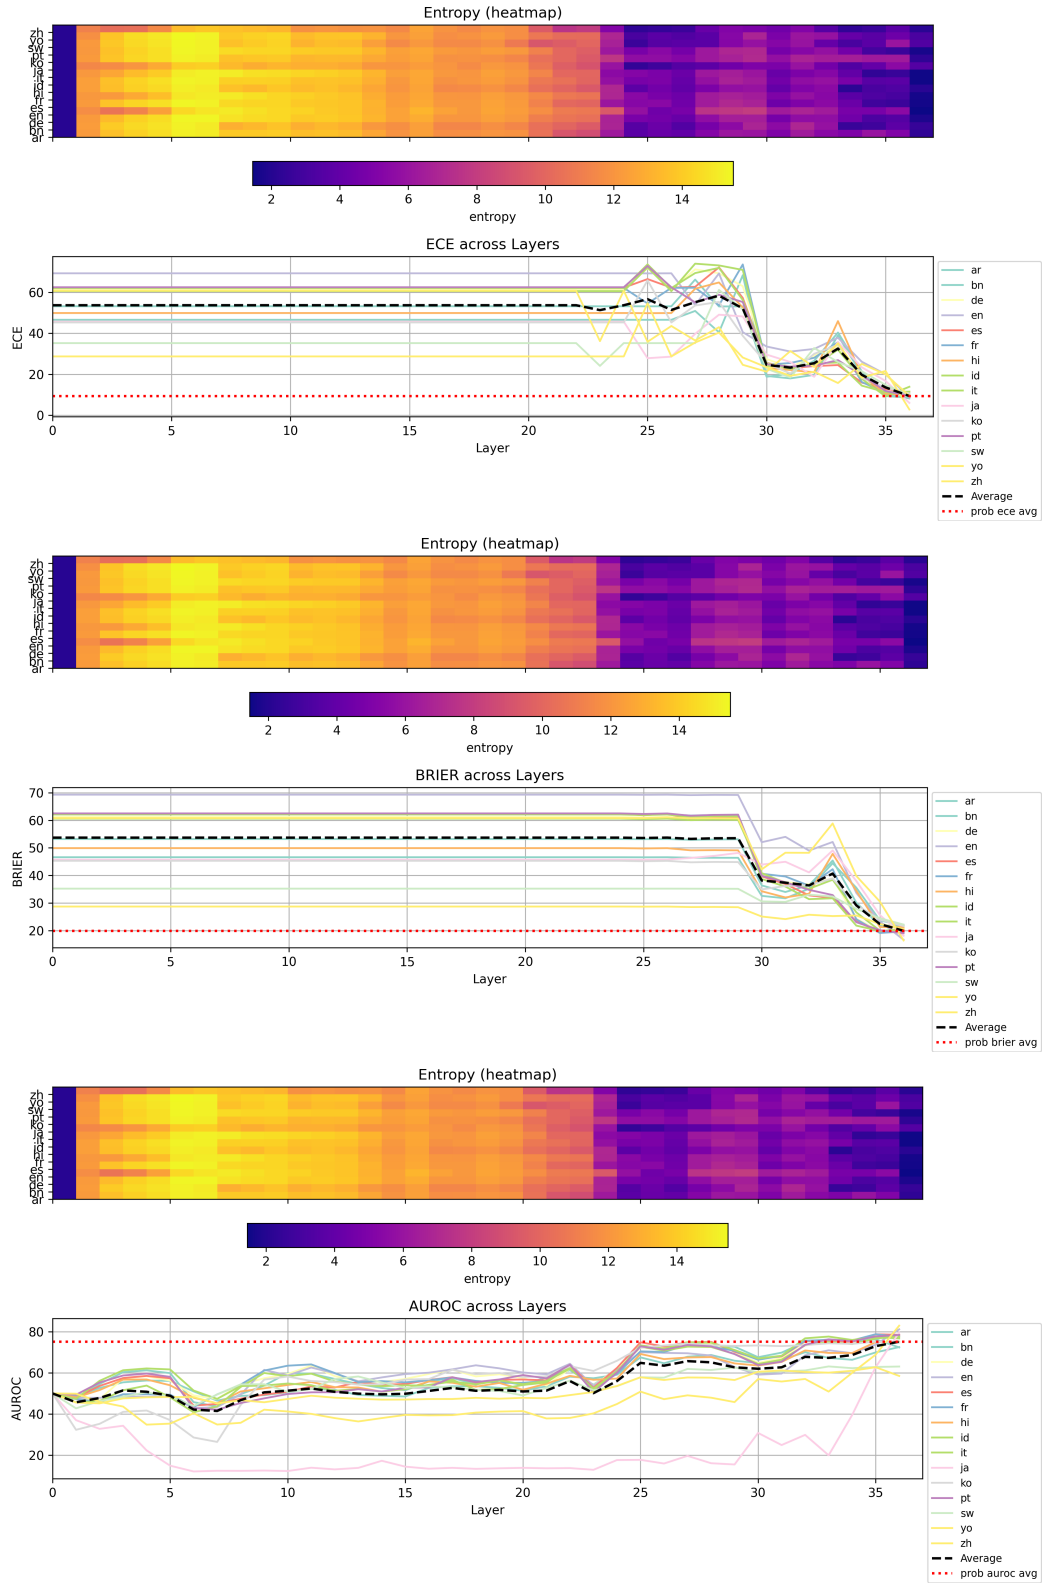 Entropy (heatmap)
zh
yo
sw
pt
ko
ja
it
id
hi
fr
es
en
de
bn
ar
2 4 6 8 10 12 14
entropy
ECE across Layers
60
40
20
0
ECE
0 5 10 15 20 25 30 35
Layer
ar
bn
de
en
es
fr
hi
id
it
ja
ko
pt
sw
yo
zh
Average
prob ece avg
Entropy (heatmap)
zh
yo
sw
pt
ko
ja
it
id
hi
fr
es
en
de
bn
ar
2 4 6 8 10 12 14
entropy
BRIER across Layers
70
60
50
40
30
20
BRIER
0 5 10 15 20 25 30 35
Layer
ar
bn
de
en
es
fr
hi
id
it
ja
ko
pt
sw
yo
zh
Average
prob brier avg
Entropy (heatmap)
zh
yo
sw
pt
ko
ja
it
id
hi
fr
es
en
de
bn
ar
2 4 6 8 10 12 14
entropy
AUROC across Layers
80
60
40
20
AUROC
0 5 10 15 20 25 30 35
Layer
ar
bn
de
en
es
fr
hi
id
it
ja
ko
pt
sw
yo
zh
Average
prob auroc avg